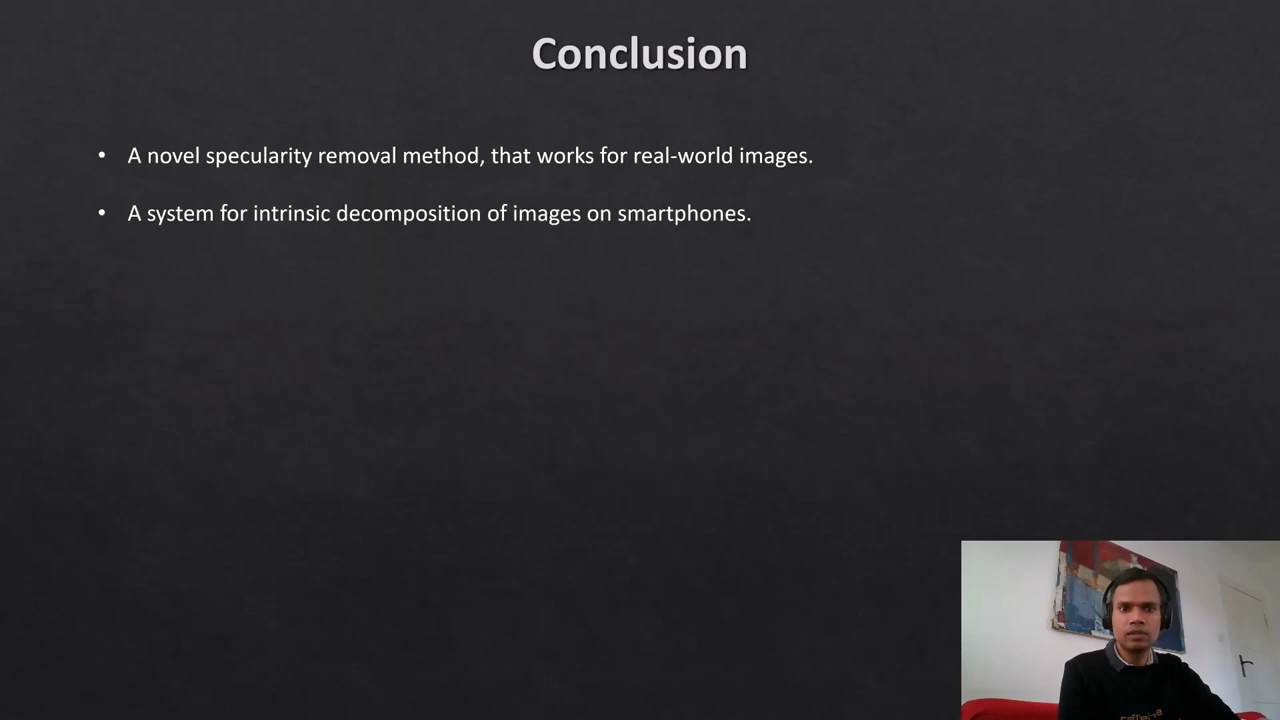 Conclusion
• A novel specularity removal method, that works for real-world images.
• A system for intrinsic decomposition of images on smartphones.